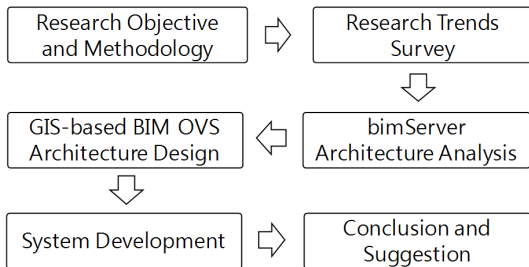 Research Objective
and Methodology
Research Trends
Survey
bimServer
Architecture Analysis
GIS-based BIM OVS
Architecture Design
System Development
Conclusion and
Suggestion